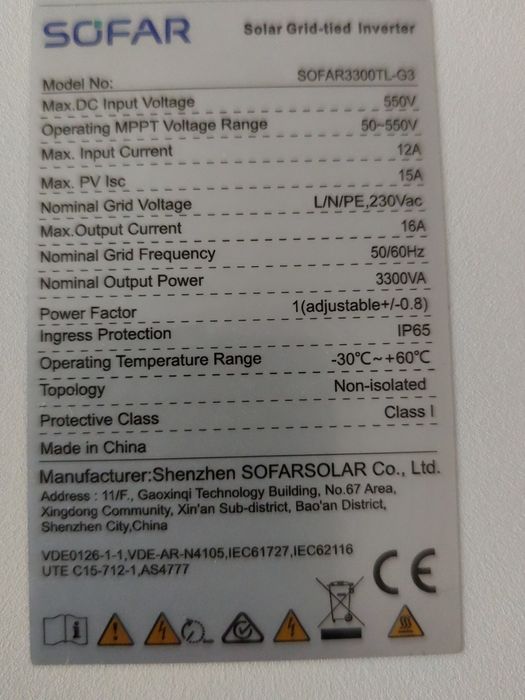 SOFAR Solar Grid-tied Inverter
Model No: SOFAR3300TL-G3
Max.DC Input Voltage 550V
Operating MPPT Voltage Range 50~550V
Max. Input Current 12A
Max. PV Isc 15A
Nominal Grid Voltage L/N/PE,230Vac
Max.Output Current 16A
Nominal Grid Frequency 50/60Hz
Nominal Output Power 3300VA
Power Factor 1(adjustable+/-0.8)
Ingress Protection IP65
Operating Temperature Range -30℃~+60℃
Topology Non-isolated
Protective Class Class I
Made in China
Manufacturer:Shenzhen SOFARSOLAR Co., Ltd.
Address : 11/F., Gaoxinqi Technology Building, No.67 Area,
Xingdong Community, Xin'an Sub-district, Bao'an District,
Shenzhen City,China
VDE0126-1-1,VDE-AR-N4105,IEC61727,IEC62116
UTE C15-712-1,AS4777
CE